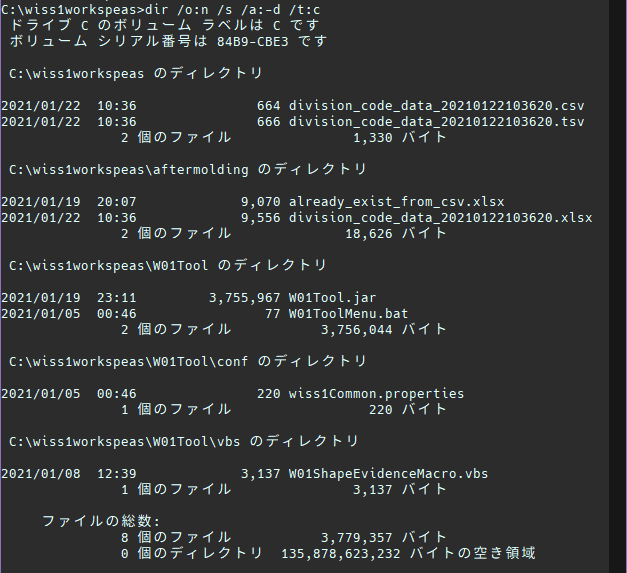 C:\wiss1workspeas>dir /o:n /s /a:-d /t:c
ドライブ C のボリューム ラベルは C です
ボリューム シリアル番号は 84B9-CBE3 です
C:\wiss1workspeas のディレクトリ
2021/01/22  10:36               664 division_code_data_20210122103620.csv
2021/01/22  10:36               666 division_code_data_20210122103620.tsv
2 個のファイル               1,330 バイト
C:\wiss1workspeas\aftermolding のディレクトリ
2021/01/19  20:07             9,070 already_exist_from_csv.xlsx
2021/01/22  10:36             9,556 division_code_data_20210122103620.xlsx
2 個のファイル              18,626 バイト
C:\wiss1workspeas\W01Tool のディレクトリ
2021/01/19  23:11         3,755,967 W01Tool.jar
2021/01/05  00:46                77 W01ToolMenu.bat
2 個のファイル           3,756,044 バイト
C:\wiss1workspeas\W01Tool\conf のディレクトリ
2021/01/05  00:46               220 wiss1Common.properties
1 個のファイル                 220 バイト
C:\wiss1workspeas\W01Tool\vbs のディレクトリ
2021/01/08  12:39             3,137 W01ShapeEvidenceMacro.vbs
1 個のファイル               3,137 バイト
ファイルの総数:
8 個のファイル           3,779,357 バイト
0 個のディレクトリ  135,878,623,232 バイトの空き領域